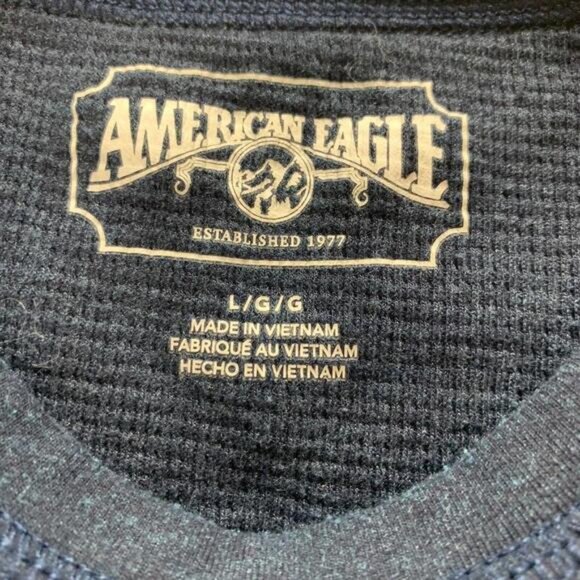 AMERICAN EAGLE
ESTABLISHED 1977
L/G/G
MADE IN VIETNAM
FABRIQUÉ AU VIETNAM
HECHO EN VIETNAM